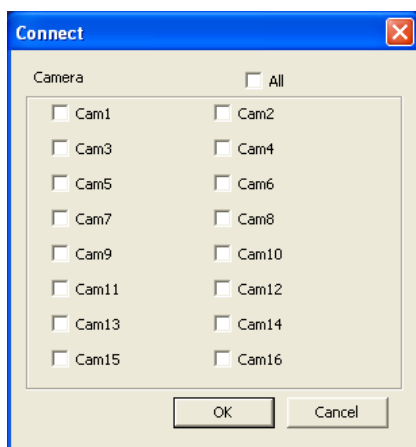 Connect
Camera All
Cam1 Cam2
Cam3 Cam4
Cam5 Cam6
Cam7 Cam8
Cam9 Cam10
Cam11 Cam12
Cam13 Cam14
Cam15 Cam16
OK Cancel